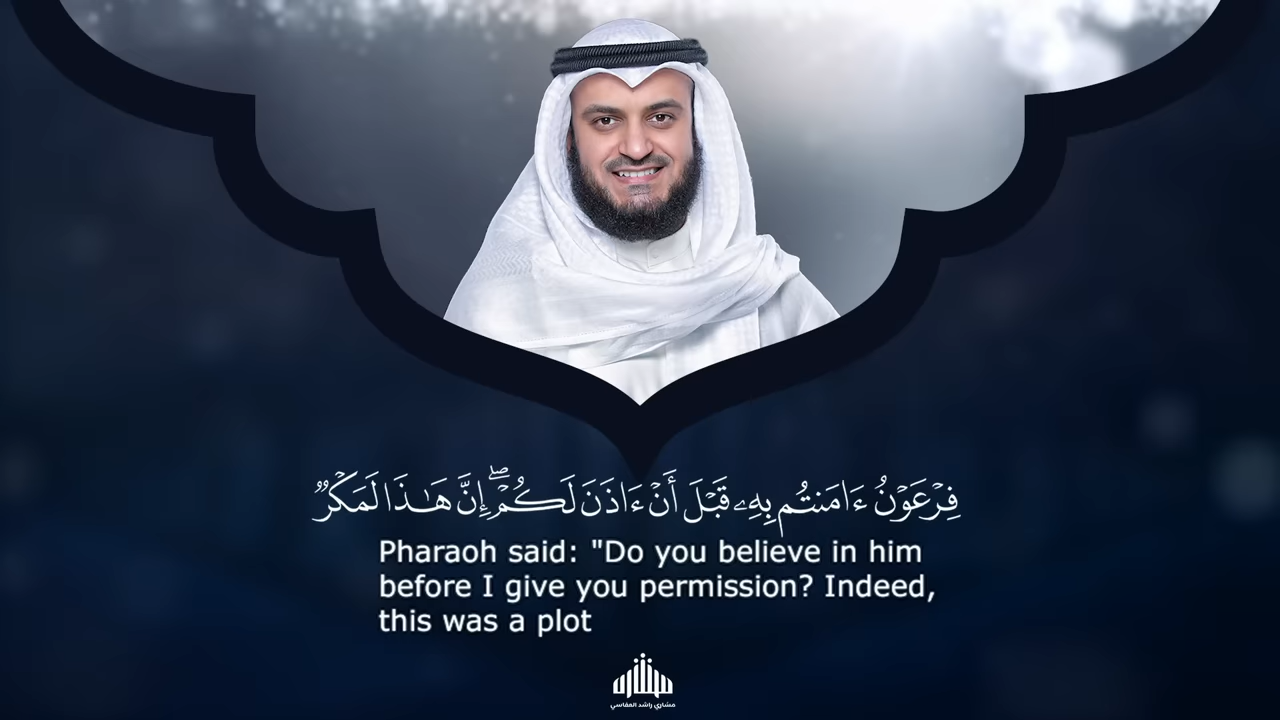 فِرْعَوْنُ ءَامَنتُم بِهِۦ قَبْلَ أَنْ ءَاذَنَ لَكُمْ ۖ إِنَّ هَـٰذَا لَمَكْرٌ
Pharaoh said: "Do you believe in him
before I give you permission? Indeed,
this was a plot
مشاري راشد العفاسي